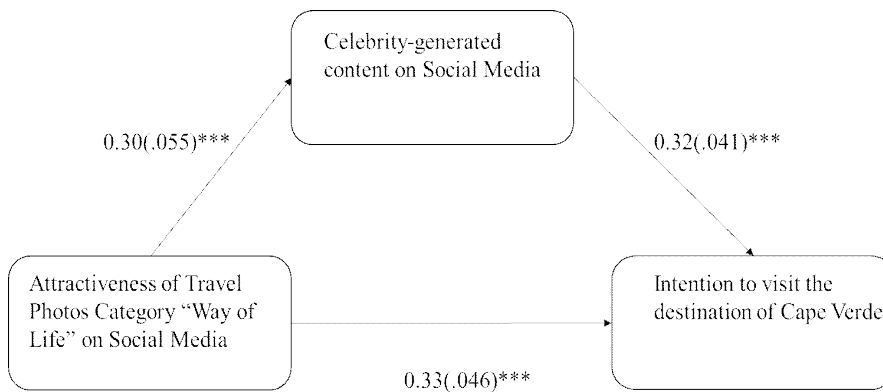 Celebrity-generated
content on Social Media
0.30(.055)***
0.32(.041)***
Attractiveness of Travel
Photos Category “Way of
Life” on Social Media
Intention to visit the
destination of Cape Verde
0.33(.046)***